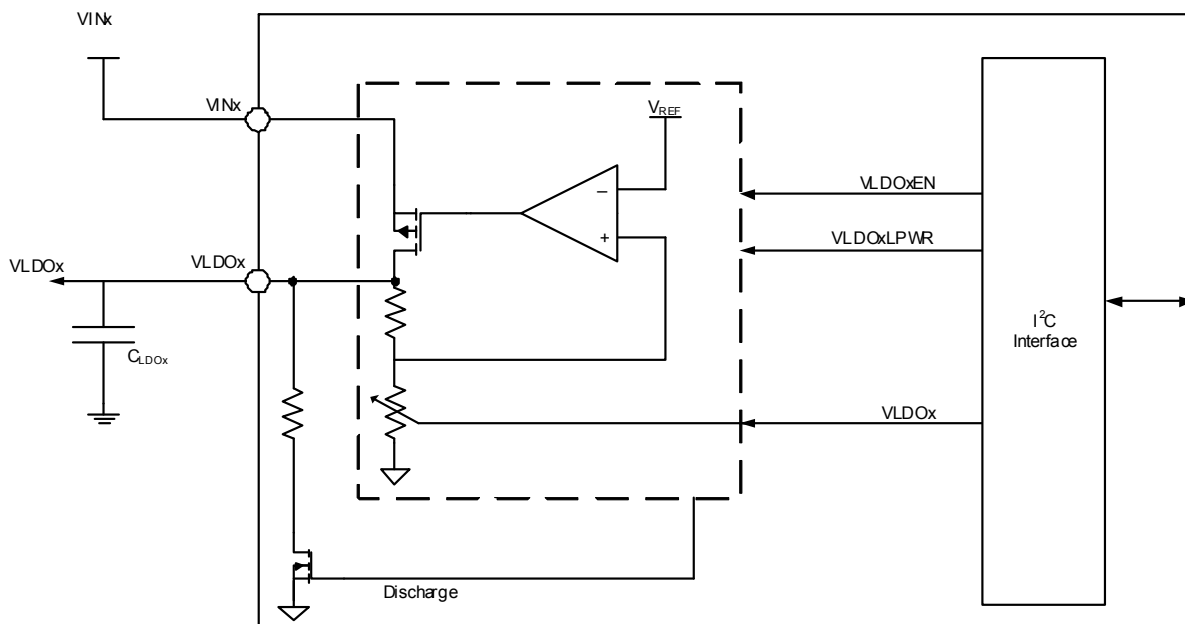 VINx
VINx
VREF
−
+
VLDOxEN
VLDOxLPWR
VLDOx
VLDOx
CLDOx
I2C
Interface
VLDOx
Discharge